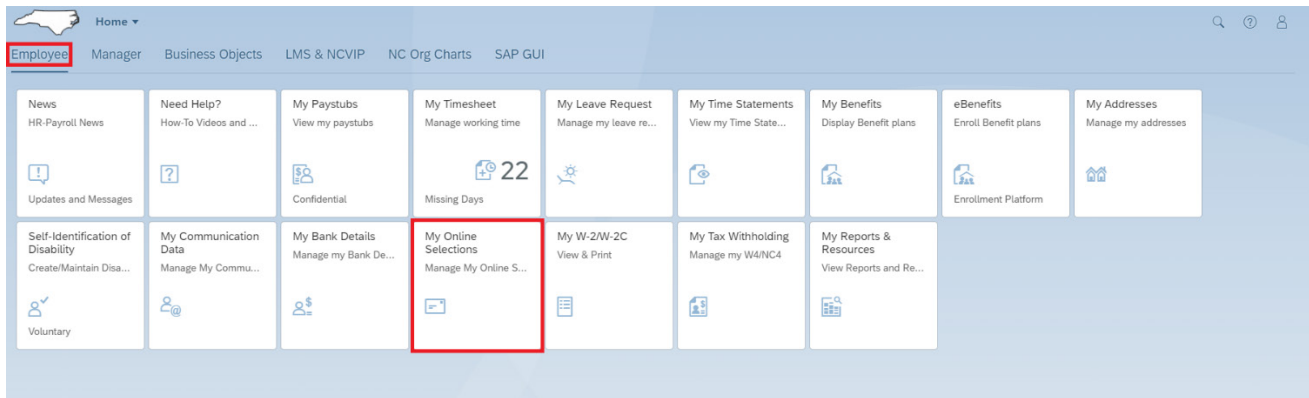 Home ▾
Employee Manager Business Objects LMS & NCVIP NC Org Charts SAP GUI
News
HR-Payroll News
Updates and Messages
Need Help?
How-To Videos and ...
My Paystubs
View my paystubs
Confidential
My Timesheet
Manage working time
22
Missing Days
My Leave Request
Manage my leave re...
My Time Statements
View my Time State...
My Benefits
Display Benefit plans
eBenefits
Enroll Benefit plans
Enrollment Platform
My Addresses
Manage my addresses
Self-Identification of
Disability
Create/Maintain Disa...
Voluntary
My Communication
Data
Manage My Commu...
My Bank Details
Manage my Bank De...
My Online
Selections
Manage My Online S...
My W-2/W-2C
View & Print
My Tax Withholding
Manage my W4/NC4
My Reports &
Resources
View Reports and Re...